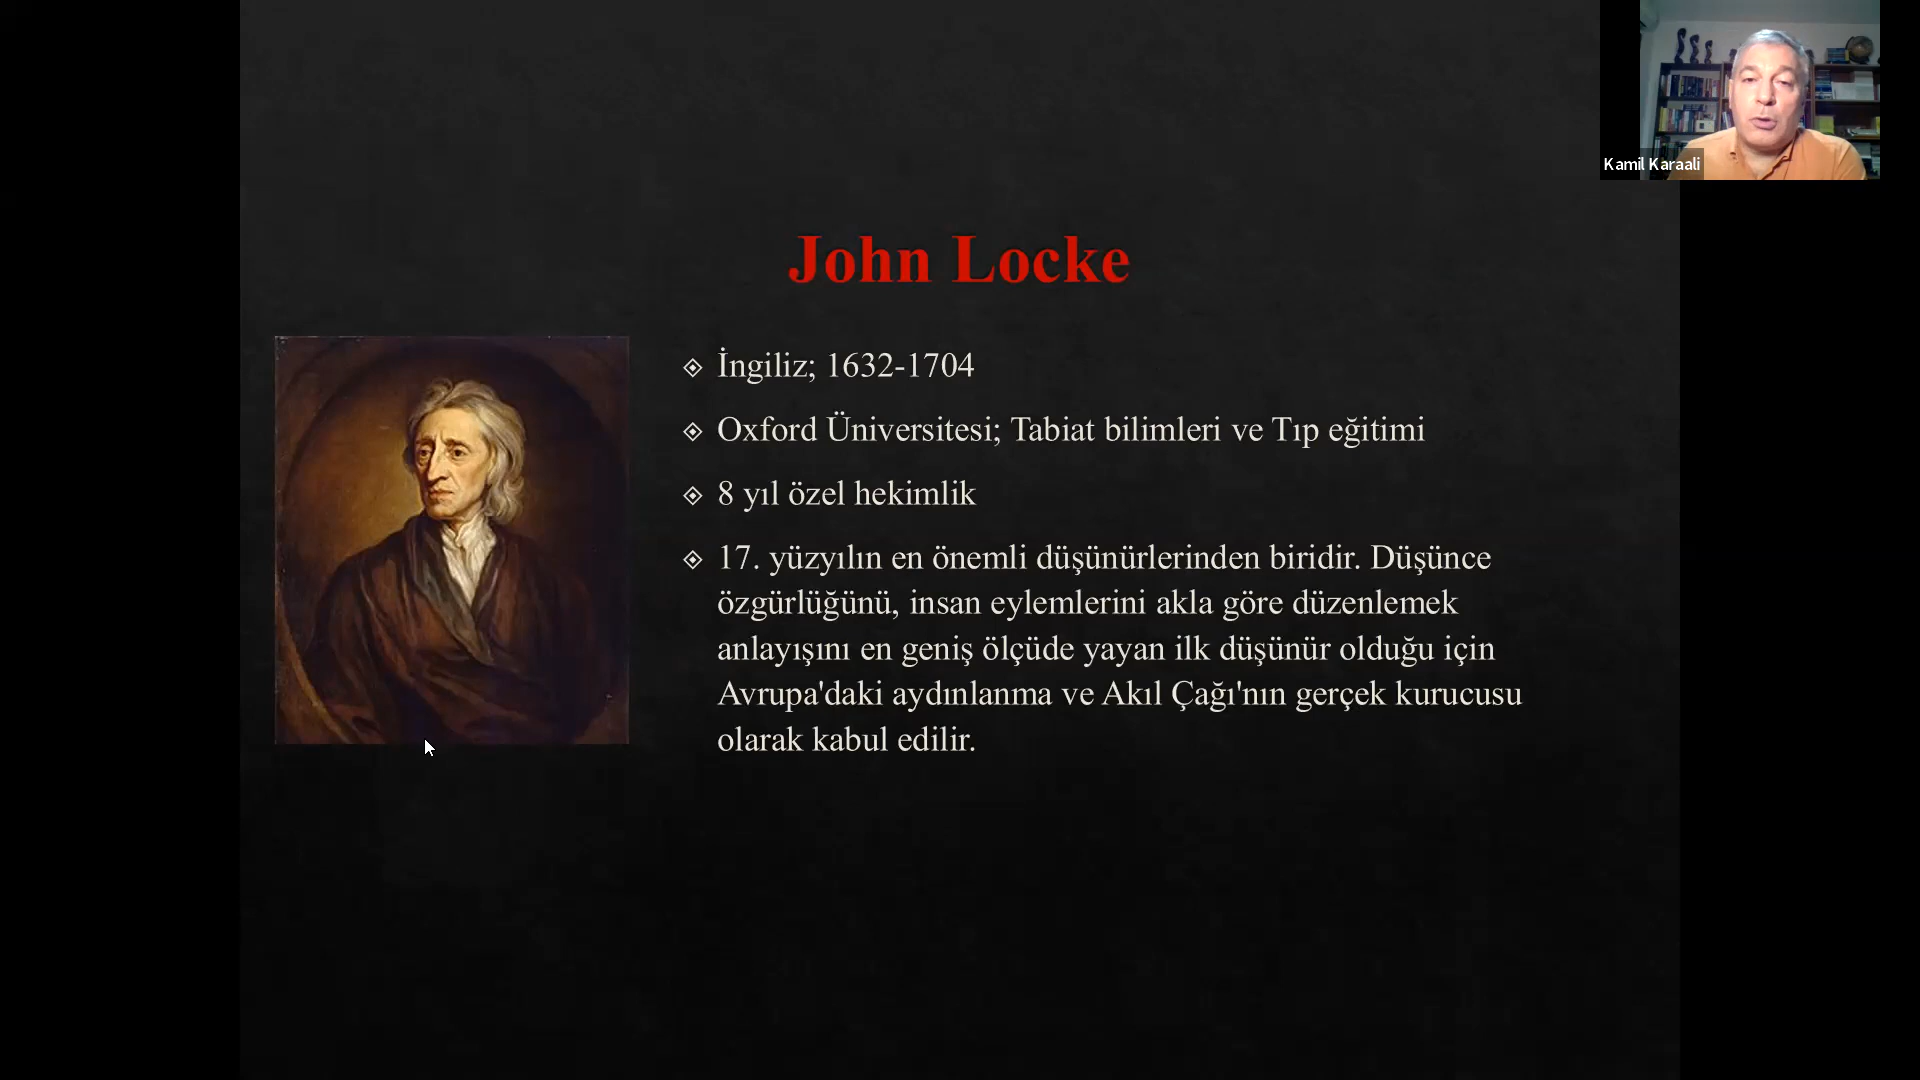 Kamil Karaali
John Locke
İngiliz; 1632-1704
Oxford Üniversitesi; Tabiat bilimleri ve Tıp eğitimi
8 yıl özel hekimlik
17. yüzyılın en önemli düşünürlerinden biridir. Düşünce
özgürlüğünü, insan eylemlerini akla göre düzenlemek
anlayışını en geniş ölçüde yayan ilk düşünür olduğu için
Avrupa'daki aydınlanma ve Akıl Çağı'nın gerçek kurucusu
olarak kabul edilir.